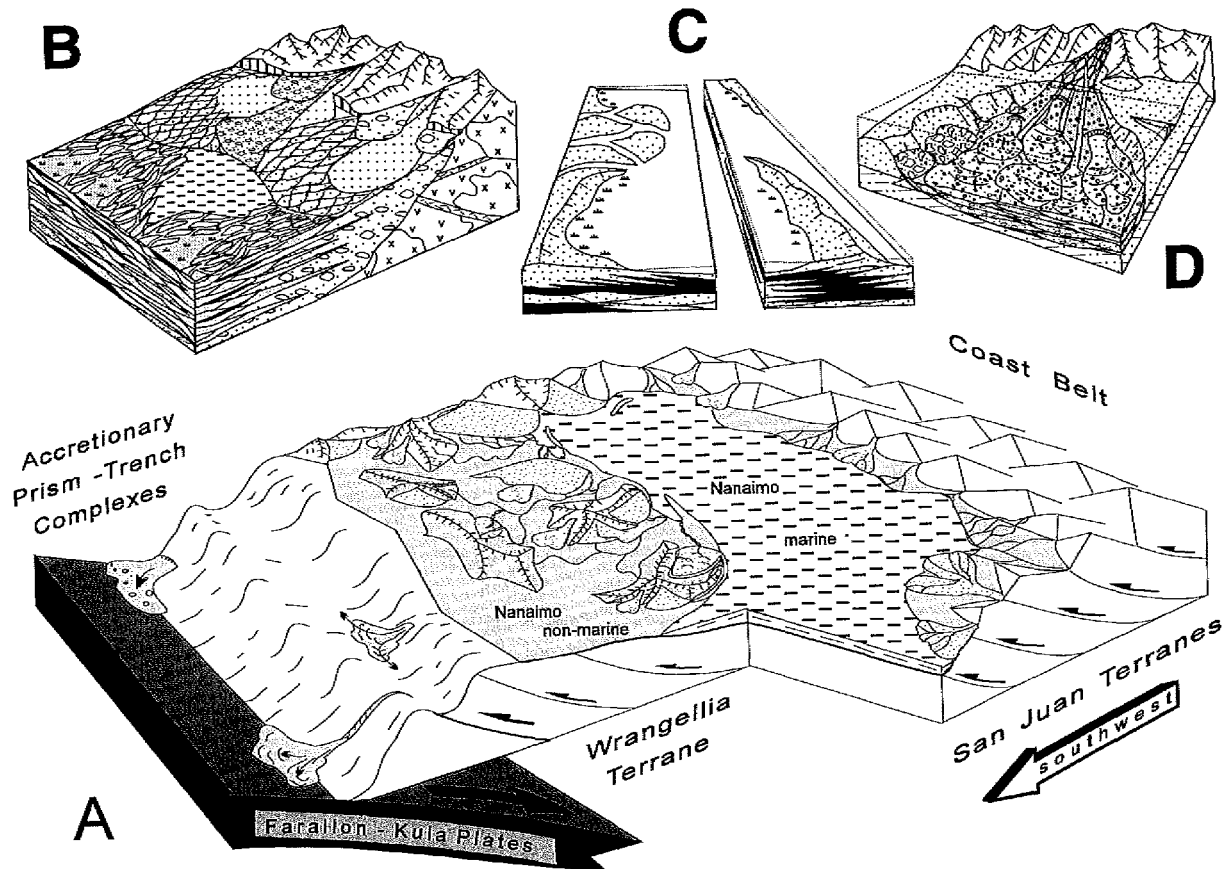 B
C
D
Coast Belt
Accretionary
Prism -Trench
Complexes
Nanaimo
marine
Nanaimo
non-marine
Wrangellia
Terrane
San Juan Terranes
southwest
A
Farallon - Kula Plates